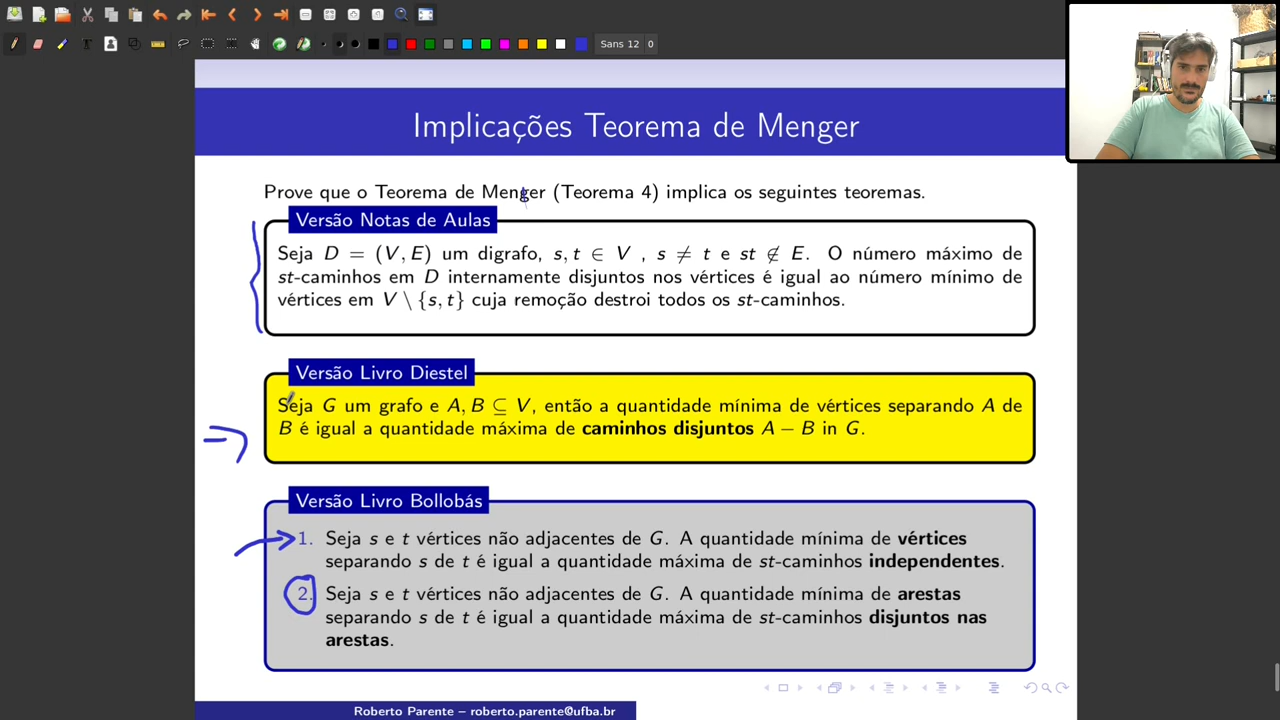 Sans 12 0
Implicações Teorema de Menger
Prove que o Teorema de Menger (Teorema 4) implica os seguintes teoremas.
Versão Notas de Aulas
Seja D = (V, E) um digrafo, s, t ∈ V , s ≠ t e st ∉ E. O número máximo de
st-caminhos em D internamente disjuntos nos vértices é igual ao número mínimo de
vértices em V \ {s, t} cuja remoção destroi todos os st-caminhos.
Versão Livro Diestel
Seja G um grafo e A, B ⊆ V, então a quantidade mínima de vértices separando A de
B é igual a quantidade máxima de caminhos disjuntos A − B in G.
Versão Livro Bollobás
1. Seja s e t vértices não adjacentes de G. A quantidade mínima de vértices
separando s de t é igual a quantidade máxima de st-caminhos independentes.
2. Seja s e t vértices não adjacentes de G. A quantidade mínima de arestas
separando s de t é igual a quantidade máxima de st-caminhos disjuntos nas
arestas.
Roberto Parente – roberto.parente@ufba.br